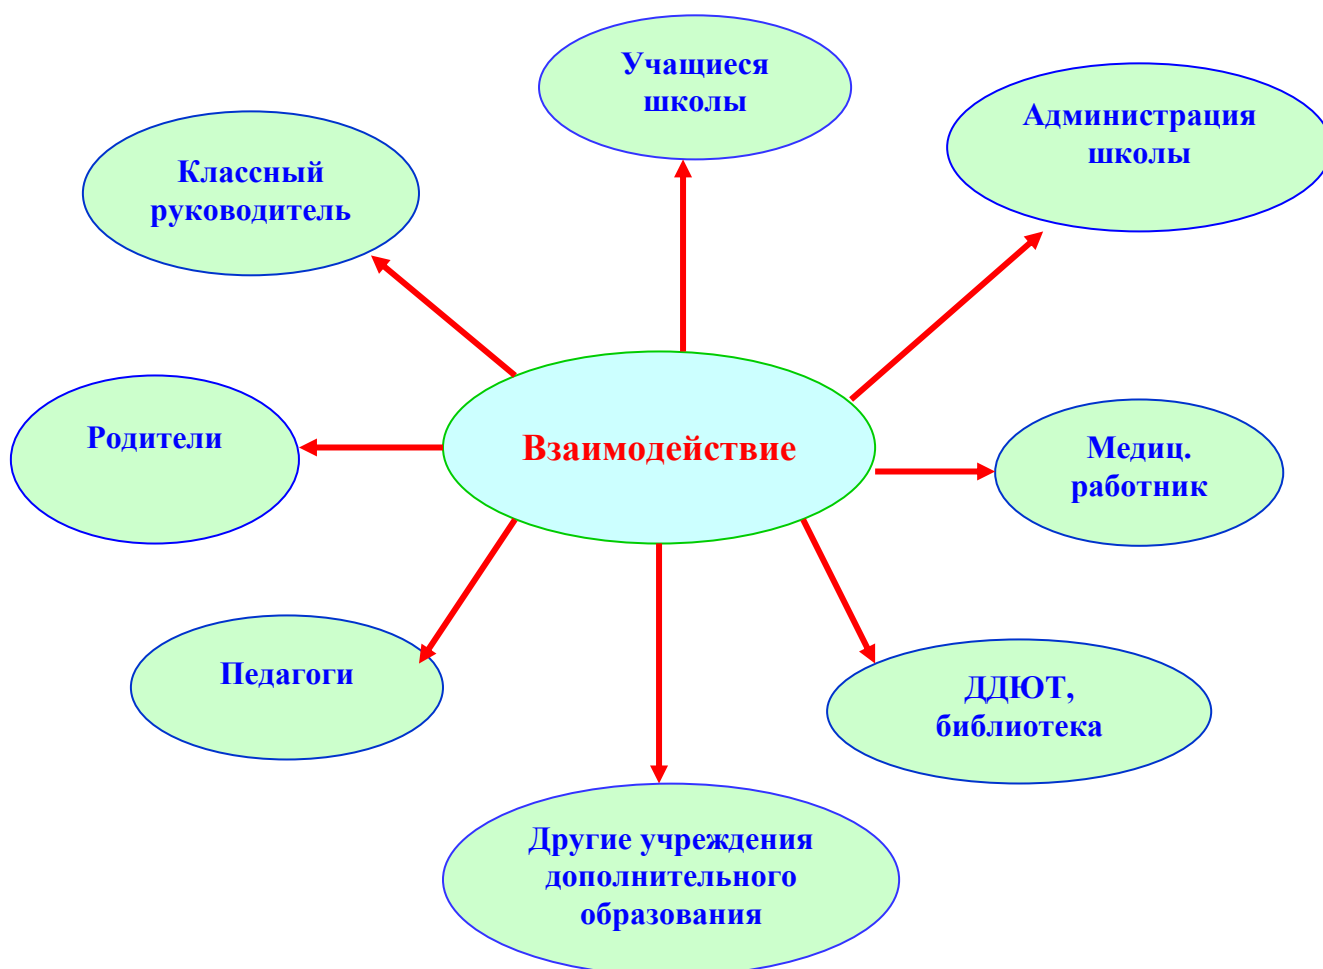 Учащиеся
школы
Администрация
школы
Классный
руководитель
Родители
Взаимодействие
Медиц.
работник
Педагоги
ДДЮТ,
библиотека
Другие учреждения
дополнительного
образования